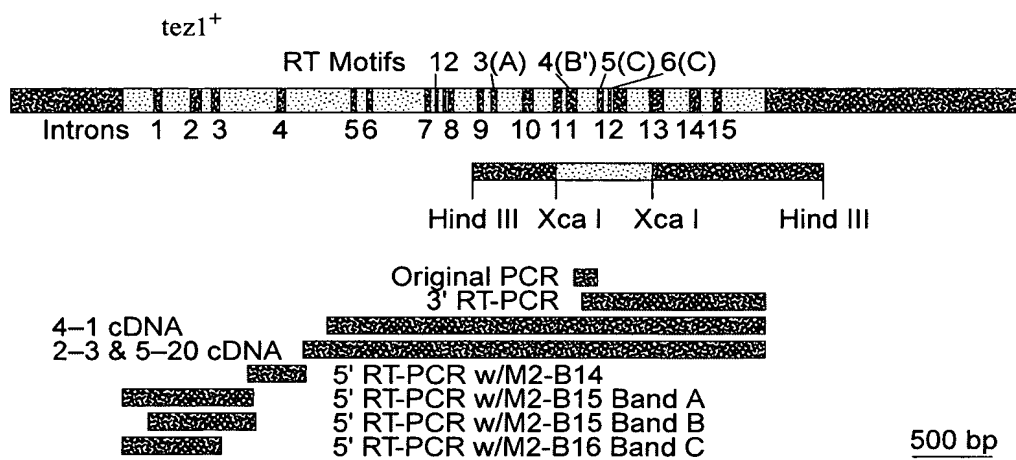 tez1+
RT Motifs 12 3(A) 4(B') 5(C) 6(C)
Introns 1 2 3 4 5 6 7 8 9 10 11 12 13 14 15
Hind III Xca I Xca I Hind III
Original PCR
3' RT-PCR
4–1 cDNA
2–3 & 5–20 cDNA
5' RT-PCR w/M2-B14
5' RT-PCR w/M2-B15 Band A
5' RT-PCR w/M2-B15 Band B
5' RT-PCR w/M2-B16 Band C
500 bp